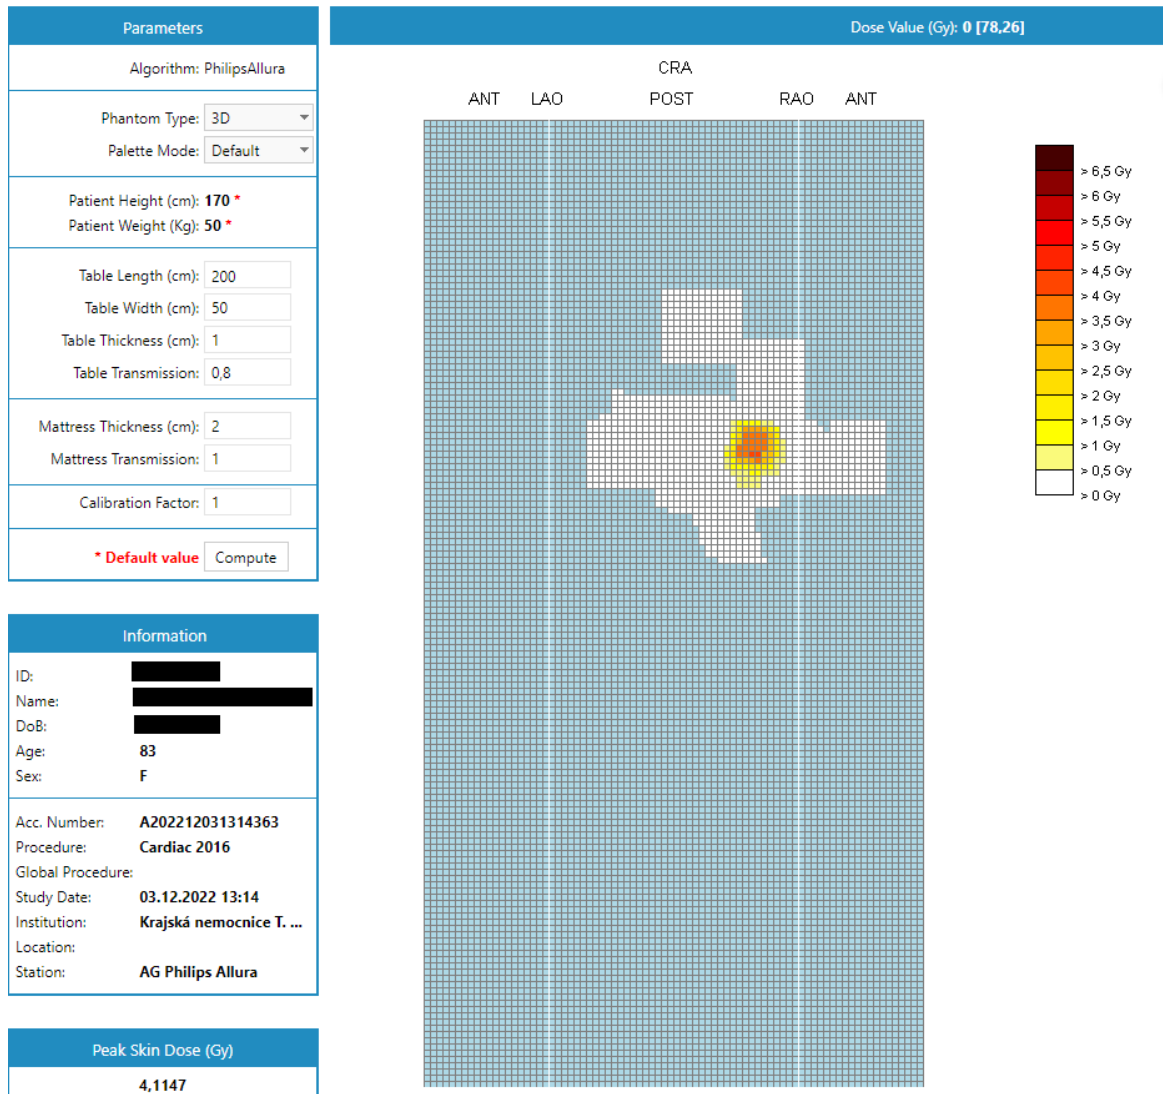 Parameters
Algorithm: PhilipsAllura
Phantom Type: 3D
Palette Mode: Default
Patient Height (cm): 170 *
Patient Weight (Kg): 50 *
Table Length (cm): 200
Table Width (cm): 50
Table Thickness (cm): 1
Table Transmission: 0,8
Mattress Thickness (cm): 2
Mattress Transmission: 1
Calibration Factor: 1
* Default value Compute
Information
ID:
Name:
DoB:
Age: 83
Sex: F
Acc. Number: A202212031314363
Procedure: Cardiac 2016
Global Procedure:
Study Date: 03.12.2022 13:14
Institution: Krajská nemocnice T. ...
Location:
Station: AG Philips Allura
Peak Skin Dose (Gy)
4,1147
Dose Value (Gy): 0 [78,26]
CRA
ANT LAO POST RAO ANT
> 6,5 Gy
> 6 Gy
> 5,5 Gy
> 5 Gy
> 4,5 Gy
> 4 Gy
> 3,5 Gy
> 3 Gy
> 2,5 Gy
> 2 Gy
> 1,5 Gy
> 1 Gy
> 0,5 Gy
> 0 Gy